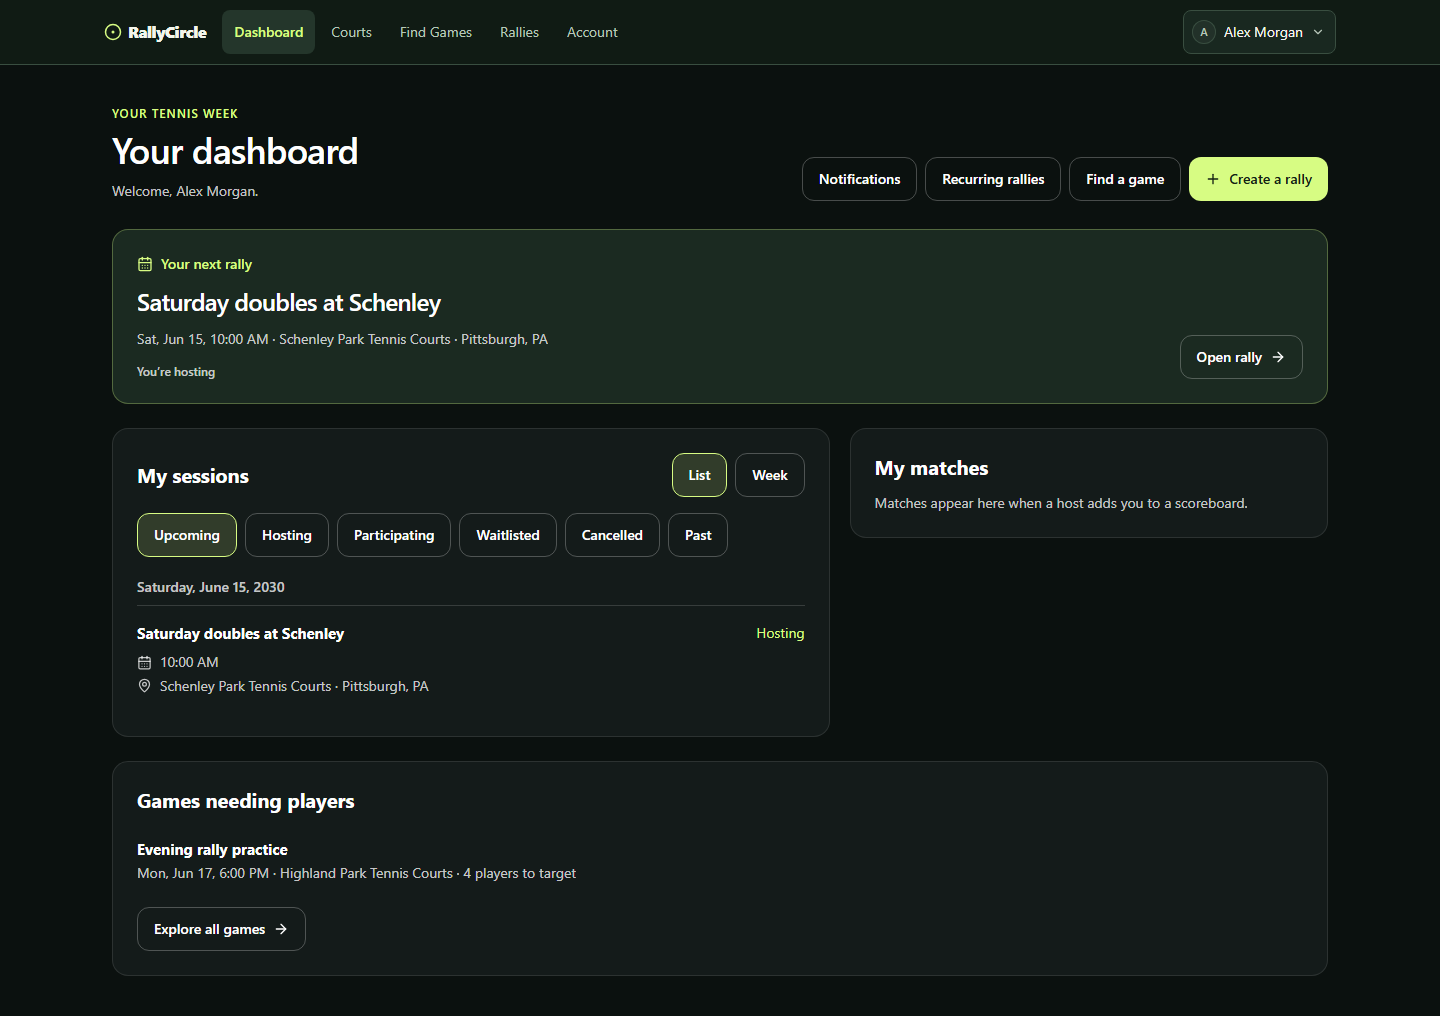 RallyCircle
Dashboard
Courts
Find Games
Rallies
Account
A
Alex Morgan
YOUR TENNIS WEEK
Your dashboard
Welcome, Alex Morgan.
Notifications
Recurring rallies
Find a game
Create a rally
Your next rally
Saturday doubles at Schenley
Sat, Jun 15, 10:00 AM · Schenley Park Tennis Courts · Pittsburgh, PA
You're hosting
Open rally
My sessions
List
Week
Upcoming
Hosting
Participating
Waitlisted
Cancelled
Past
Saturday, June 15, 2030
Saturday doubles at Schenley
Hosting
10:00 AM
Schenley Park Tennis Courts · Pittsburgh, PA
My matches
Matches appear here when a host adds you to a scoreboard.
Games needing players
Evening rally practice
Mon, Jun 17, 6:00 PM · Highland Park Tennis Courts · 4 players to target
Explore all games